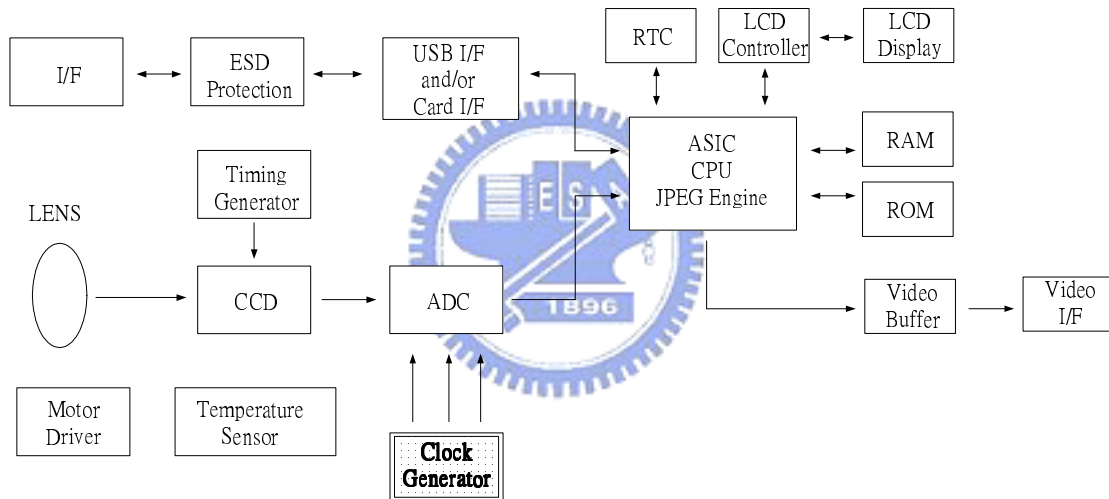 I/F
ESD
Protection
USB I/F
and/or
Card I/F
RTC
LCD
Controller
LCD
Display
ASIC
CPU
JPEG Engine
RAM
ROM
Timing
Generator
LENS
CCD
ADC
Video
Buffer
Video
I/F
Motor
Driver
Temperature
Sensor
Clock
Generator
ES
1896